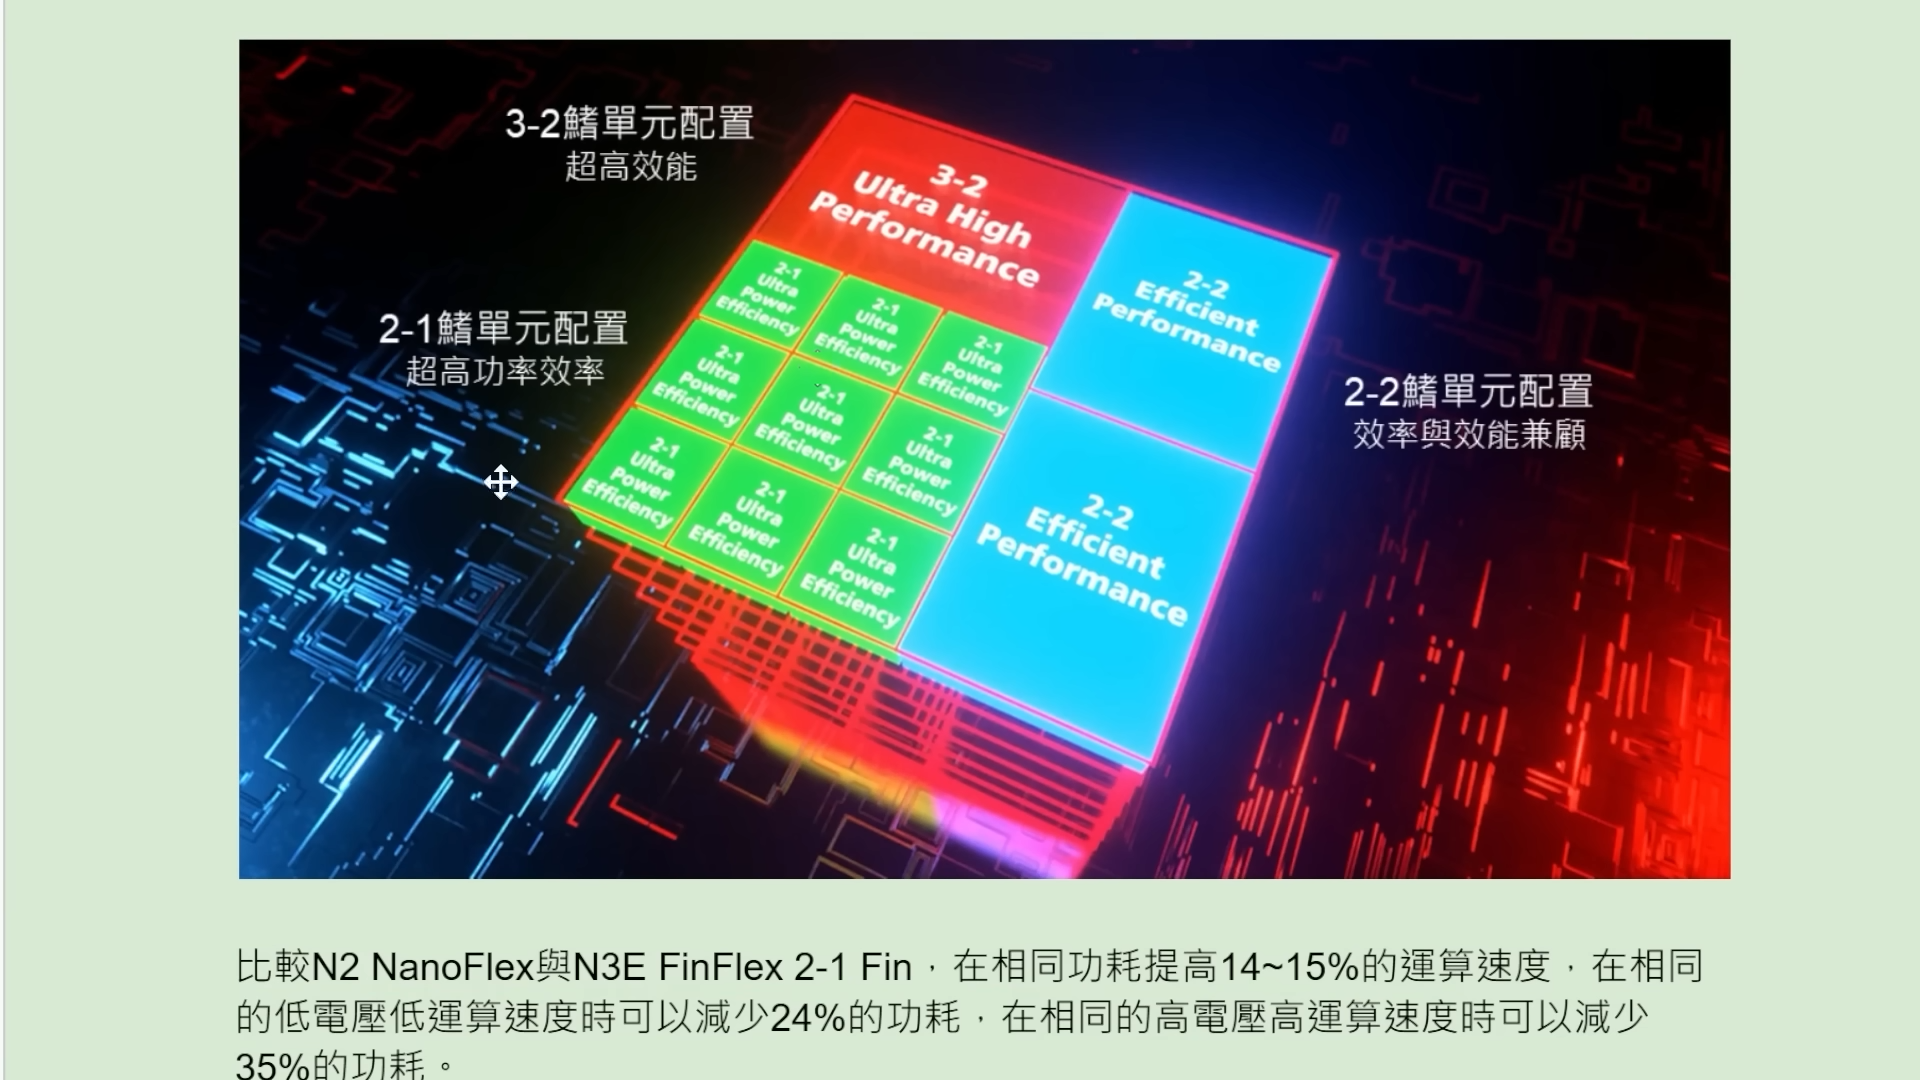 3-2鰭單元配置
超高效能
3-2
Ultra High
Performance
2-1鰭單元配置
超高功率效率
2-1
Ultra
Power
Efficiency
2-1
Ultra
Power
Efficiency
2-1
Ultra
Power
Efficiency
2-1
Ultra
Power
Efficiency
2-1
Ultra
Power
Efficiency
2-1
Ultra
Power
Efficiency
2-1
Ultra
Power
Efficiency
2-1
Ultra
Power
Efficiency
2-1
Ultra
Power
Efficiency
2-2
Efficient
Performance
2-2
Efficient
Performance
2-2鰭單元配置
效率與效能兼顧
比較N2 NanoFlex與N3E FinFlex 2-1 Fin，在相同功耗提高14~15%的運算速度，在相同
的低電壓低運算速度時可以減少24%的功耗，在相同的高電壓高運算速度時可以減少
35%的功耗。